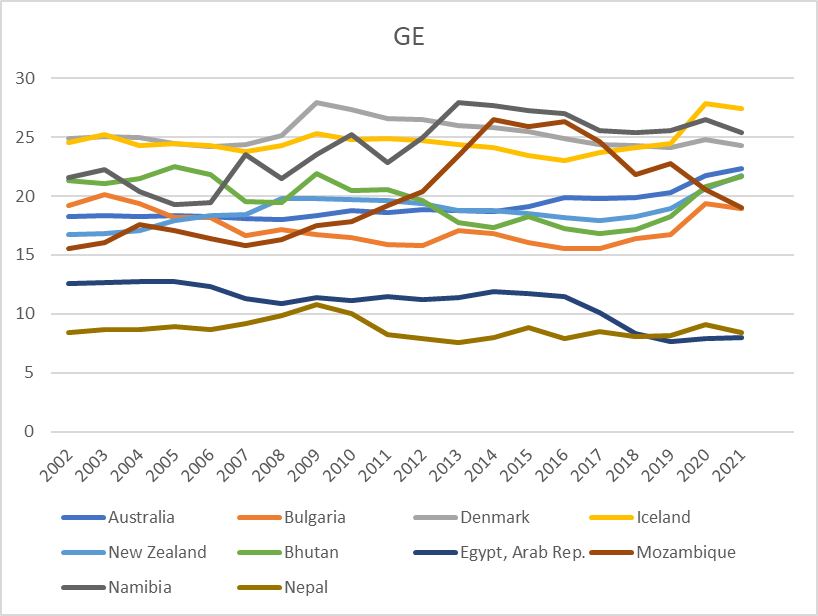 GE
30
25
20
15
10
5
0
2002 2003 2004 2005 2006 2007 2008 2009 2010 2011 2012 2013 2014 2015 2016 2017 2018 2019 2020 2021
Australia Bulgaria Denmark Iceland
New Zealand Bhutan Egypt, Arab Rep. Mozambique
Namibia Nepal